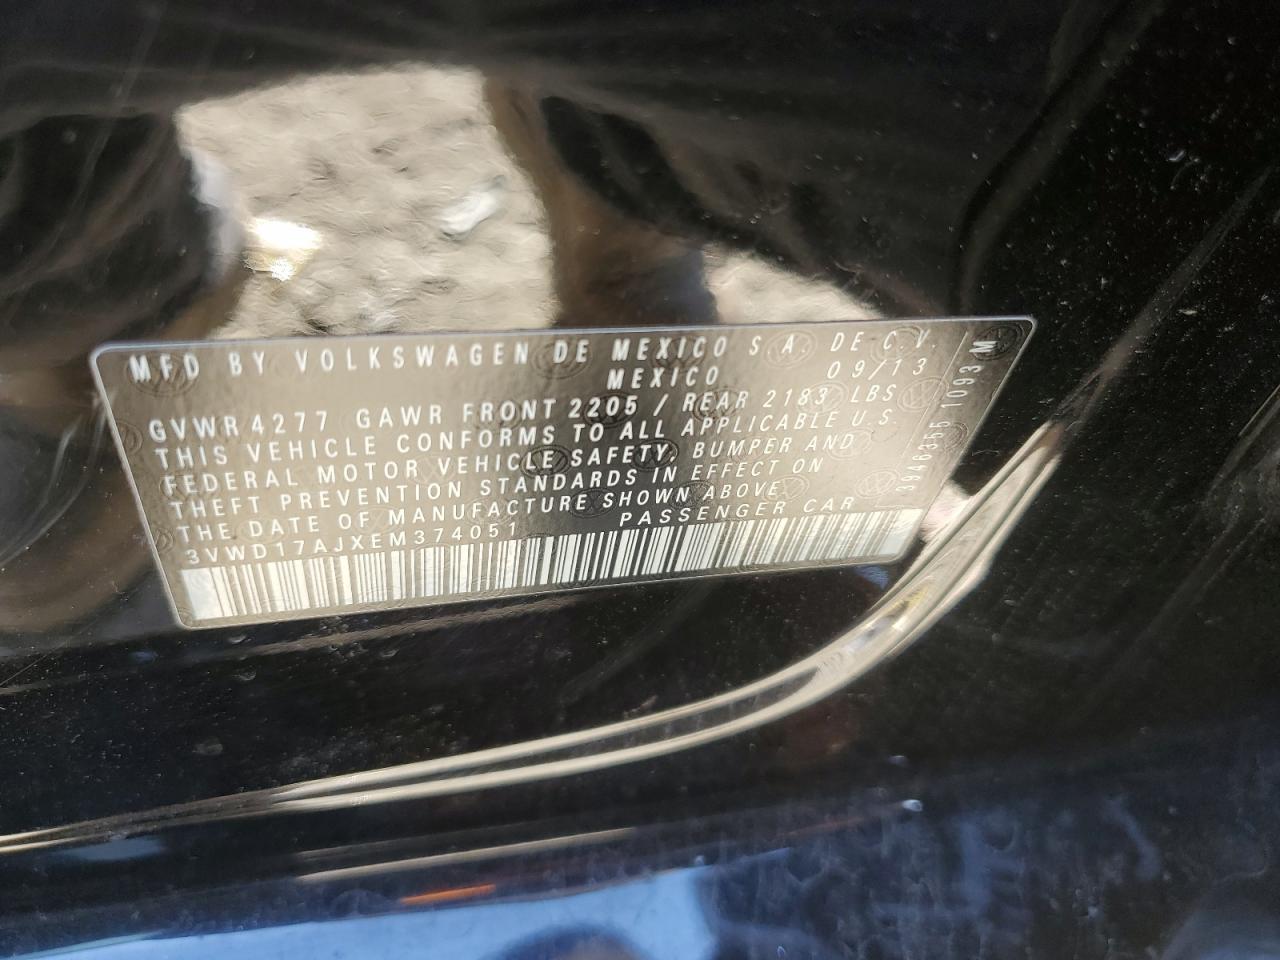 MFD BY VOLKSWAGEN DE MEXICO S.A. DE C.V.
MEXICO 09/13
GVWR 4277 GAWR FRONT 2205 / REAR 2183 LBS
THIS VEHICLE CONFORMS TO ALL APPLICABLE U.S.
FEDERAL MOTOR VEHICLE SAFETY, BUMPER AND
THEFT PREVENTION STANDARDS IN EFFECT ON
THE DATE OF MANUFACTURE SHOWN ABOVE.
3VWD17AJXEM374051 PASSENGER CAR
3946355 1093 M